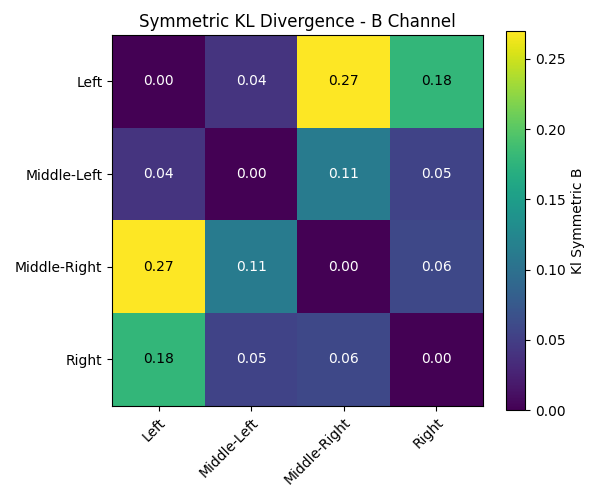 Symmetric KL Divergence - B Channel
Left 0.00 0.04 0.27 0.18
Middle-Left 0.04 0.00 0.11 0.05
Middle-Right 0.27 0.11 0.00 0.06
Right 0.18 0.05 0.06 0.00
Left Middle-Left Middle-Right Right
0.25
0.20
0.15
0.10
0.05
0.00
Kl Symmetric B